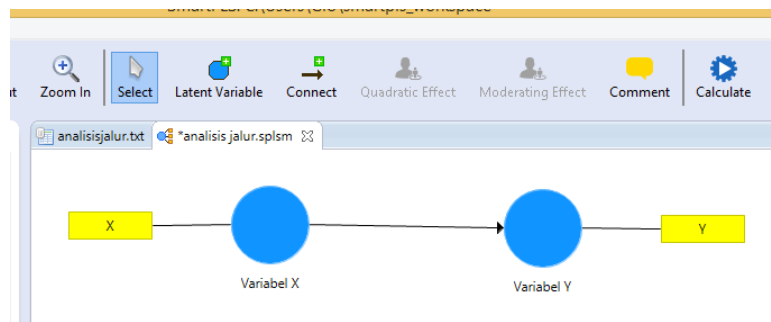 Zoom In
Select
Latent Variable
Connect
Quadratic Effect
Moderating Effect
Comment
Calculate
analisisjalur.txt
*analisis jalur.splsm
X
Y
Variabel X
Variabel Y